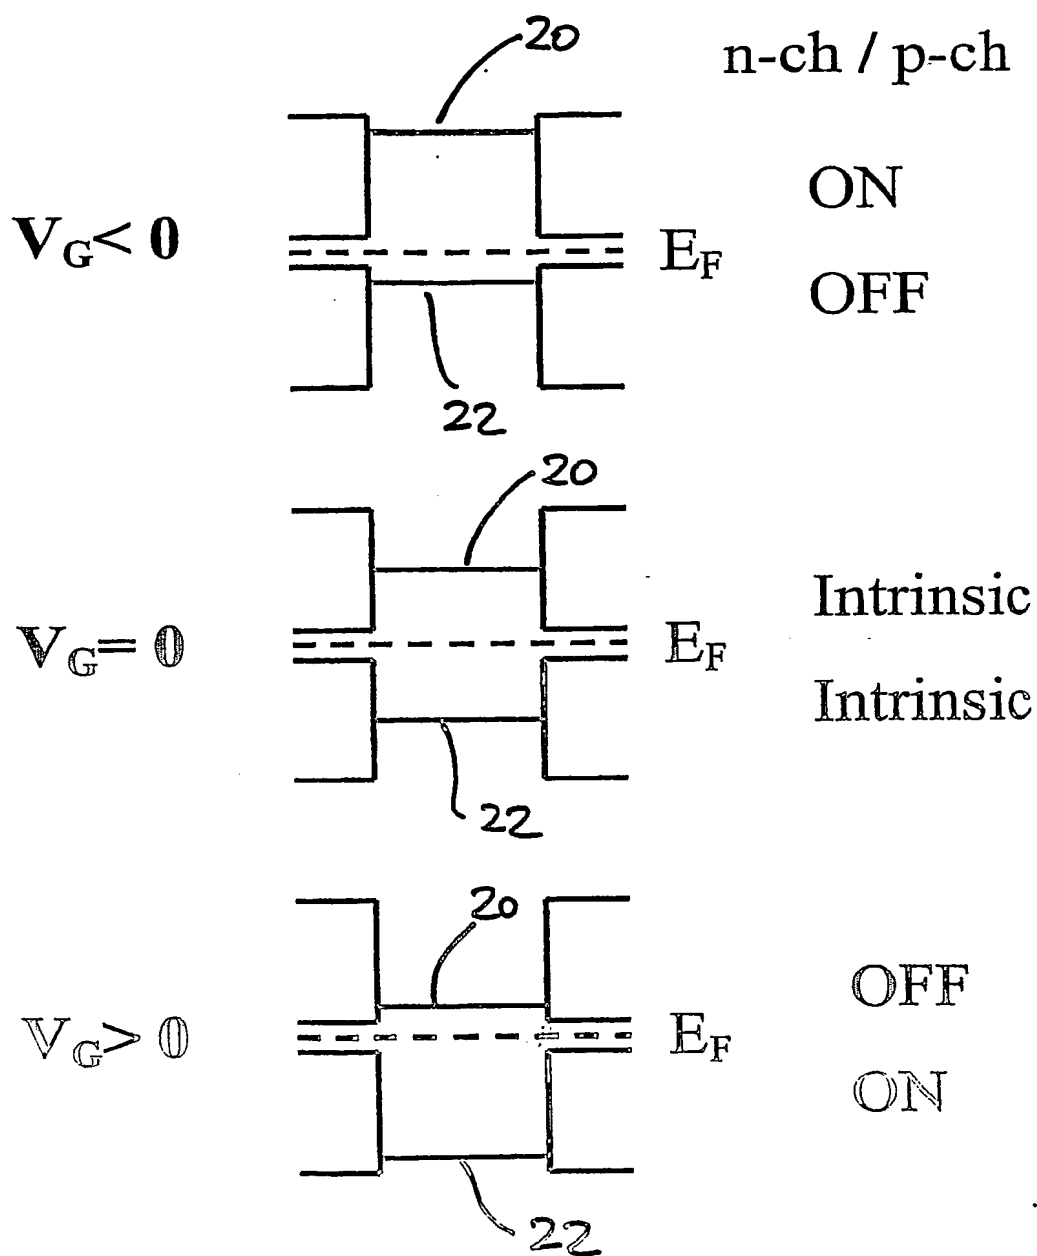 20
n-ch / p-ch
ON
V_G < 0
E_F
OFF
22
20
Intrinsic
V_G = 0
E_F
Intrinsic
22
20
OFF
V_G > 0
E_F
ON
22